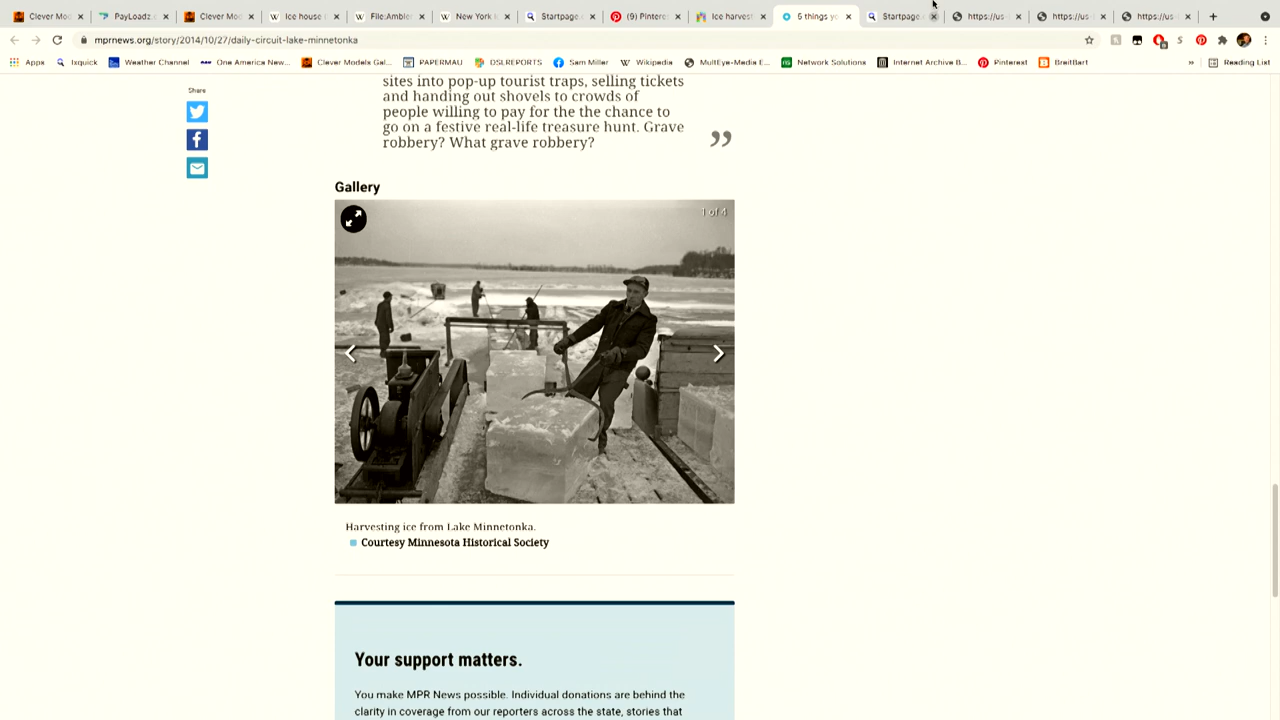 Clever Mo
PayLoadz
Clever Mo
Ice house
File:Ambler
New York
Startpage
(9) Pinteres
Ice harvest
5 things yo
Startpage
https://us-
https://us-
https://us-
mprnews.org/story/2014/10/27/daily-circuit-lake-minnetonka
Apps
Ixquick
Weather Channel
One America New...
Clever Models Gal...
PAPERMAU
DSLREPORTS
Sam Miller
Wikipedia
MultEye-Media E...
Network Solutions
Internet Archive B...
Pinterest
BreitBart
»
Reading List
Share
sites into pop-up tourist traps, selling tickets
and handing out shovels to crowds of
people willing to pay for the the chance to
go on a festive real-life treasure hunt. Grave
robbery? What grave robbery?
”
Gallery
1 of 4
Harvesting ice from Lake Minnetonka.
Courtesy Minnesota Historical Society
Your support matters.
You make MPR News possible. Individual donations are behind the
clarity in coverage from our reporters across the state, stories that